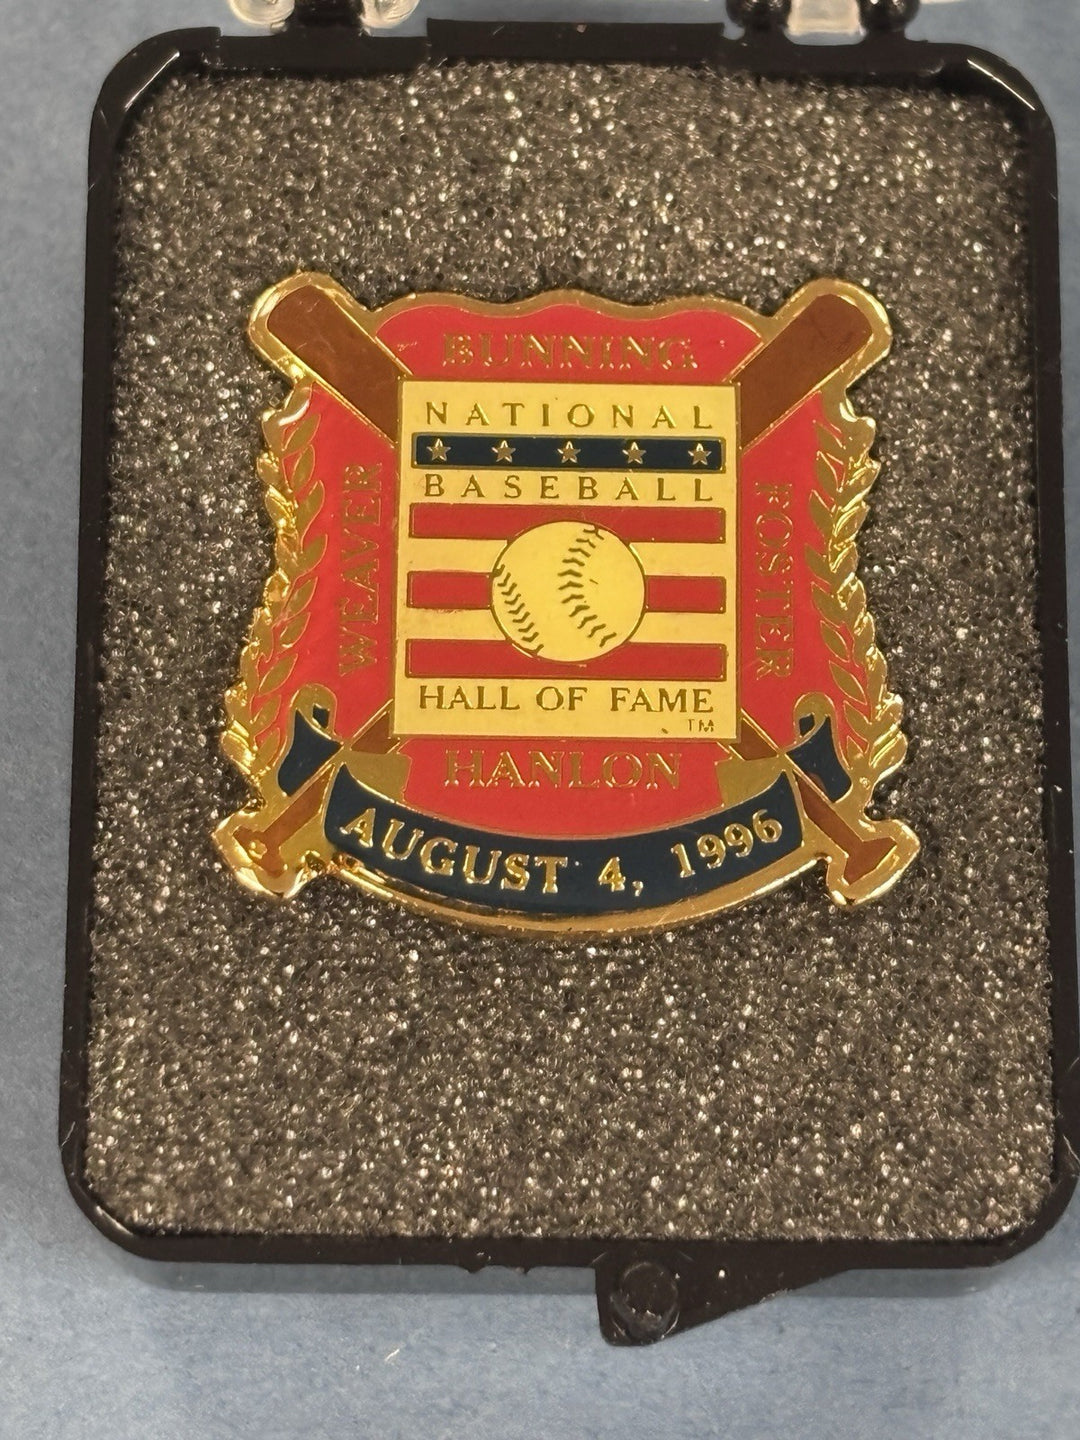 BUNNING
NATIONAL
BASEBALL
WEAVER
FOSTER
HALL OF FAME
TM
HANLON
AUGUST 4, 1996